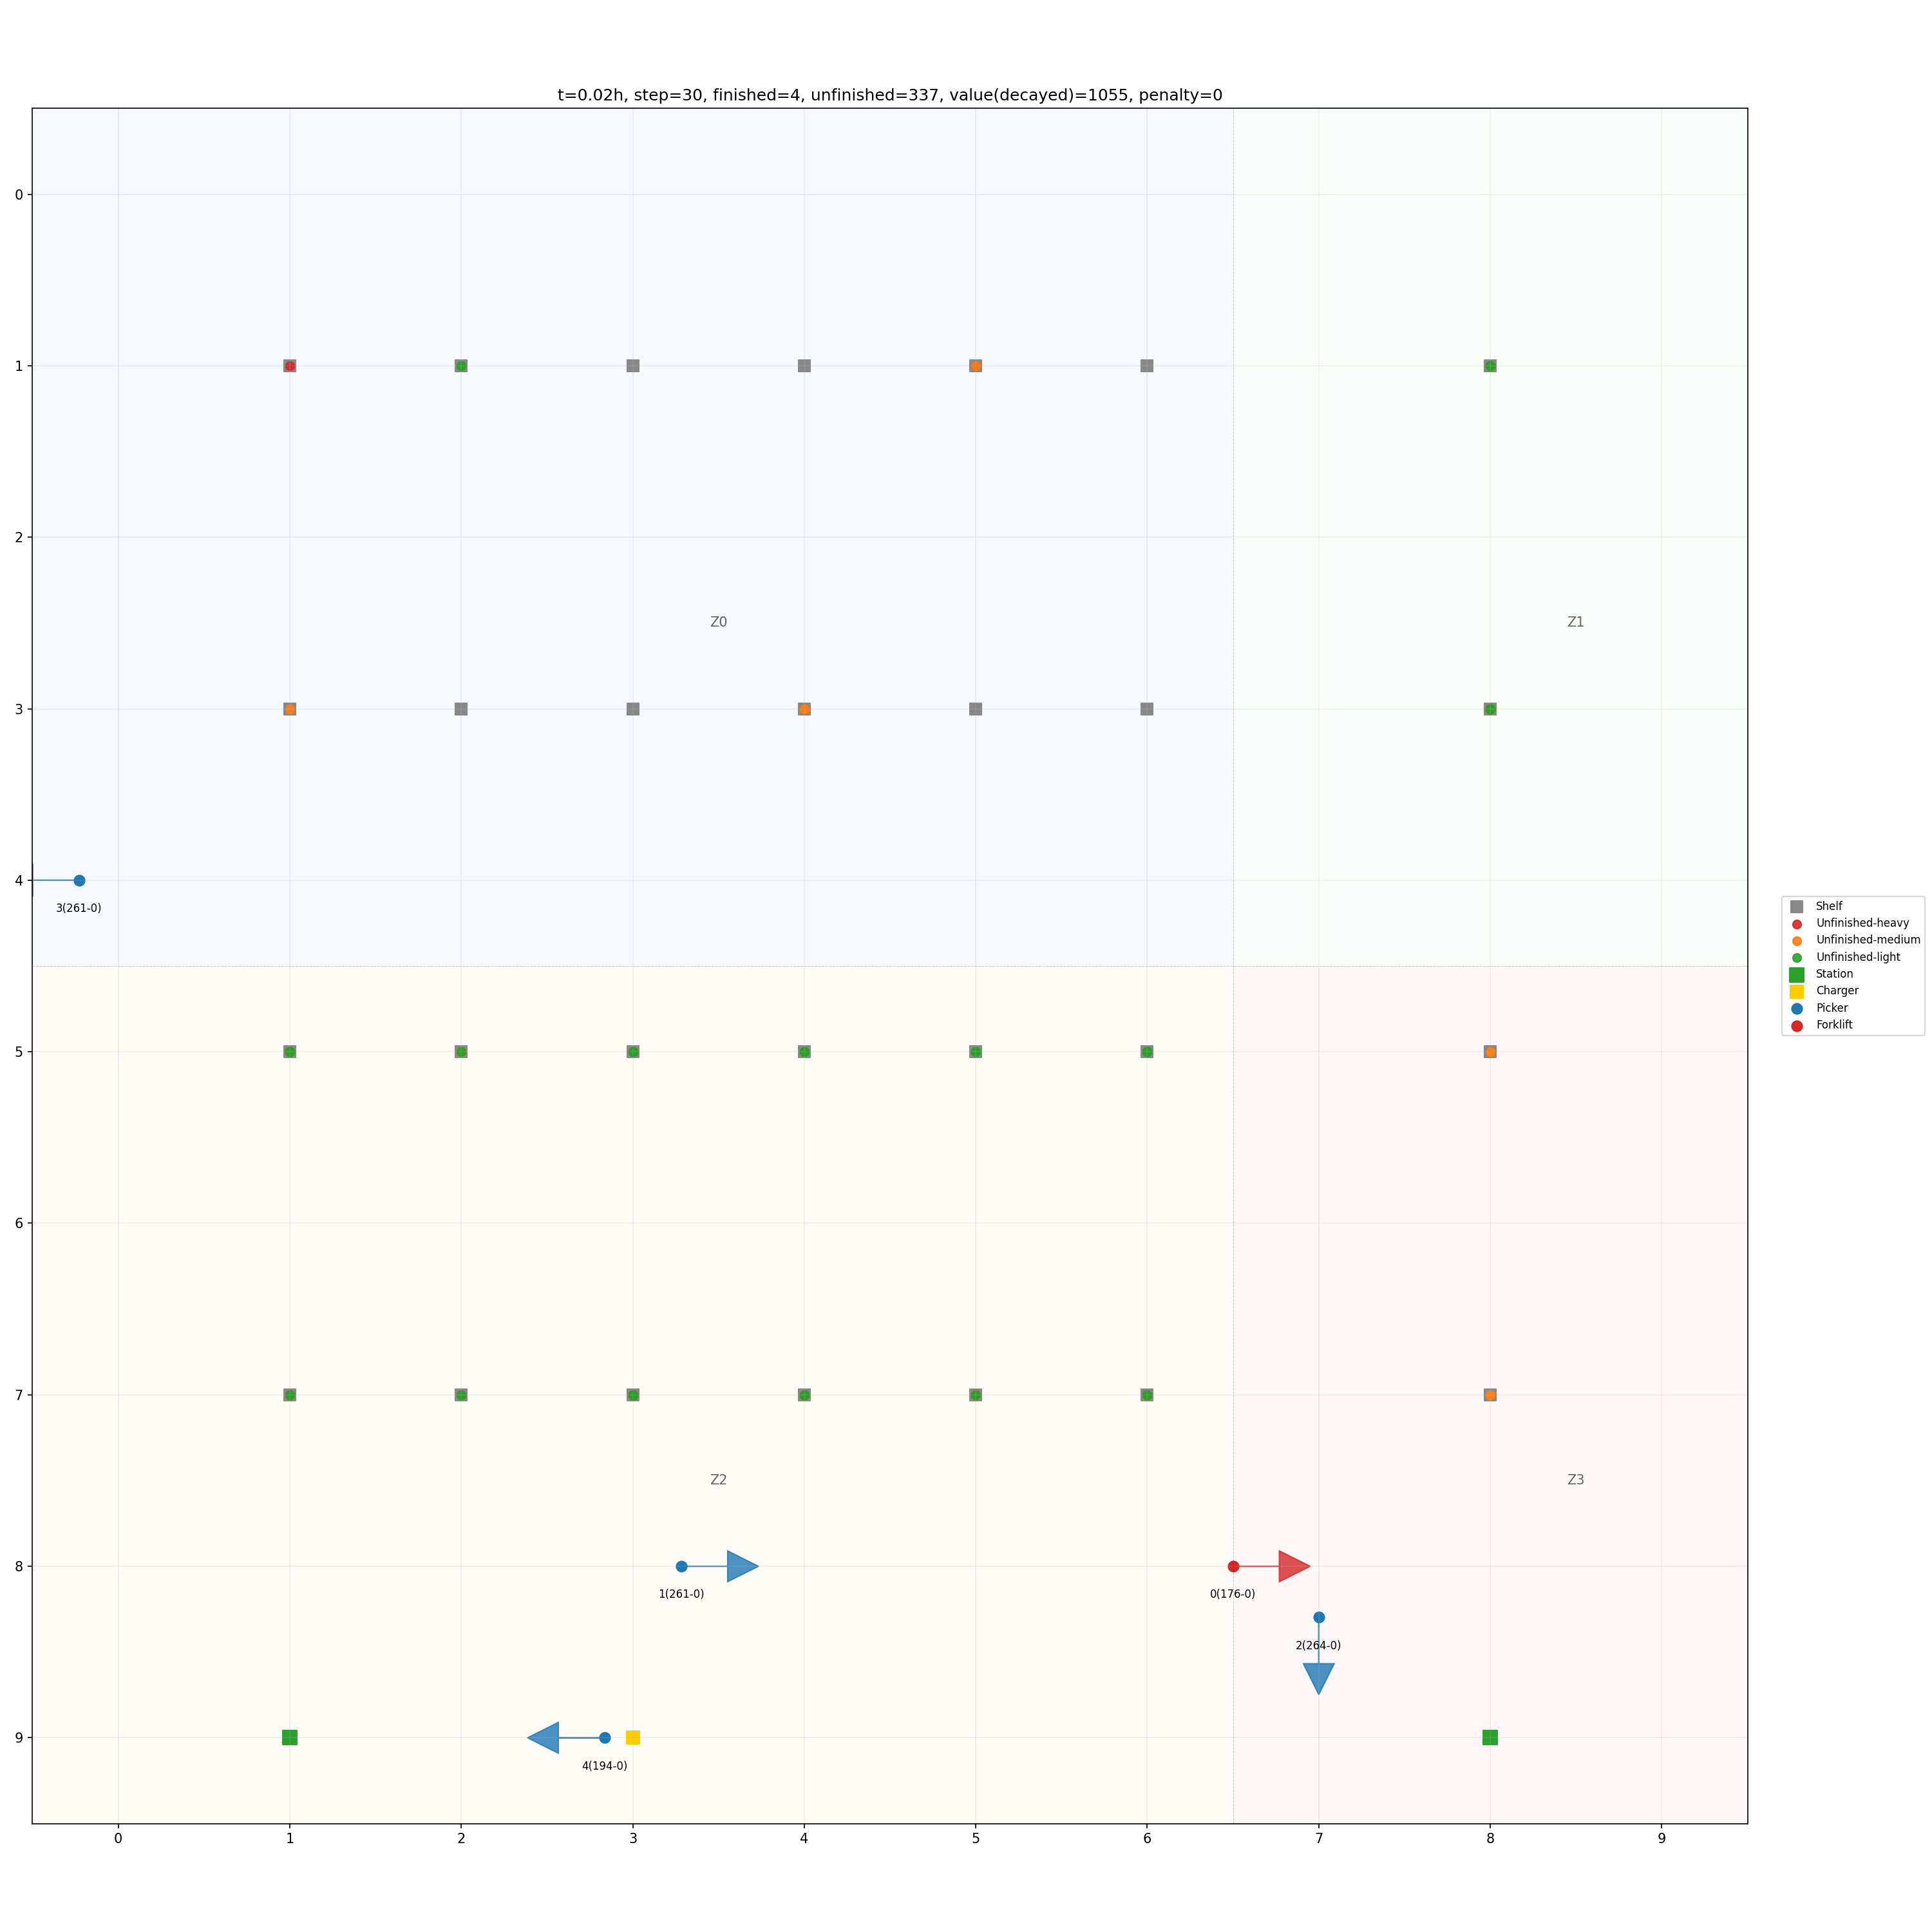 t=0.02h, step=30, finished=4, unfinished=337, value(decayed)=1055, penalty=0
0
1
2
Z0
Z1
3
4
3(261-0)
Shelf
Unfinished-heavy
Unfinished-medium
Unfinished-light
Station
Charger
Picker
Forklift
5
6
7
Z2
Z3
8
1(261-0)
0(176-0)
2(264-0)
9
4(194-0)
0 1 2 3 4 5 6 7 8 9